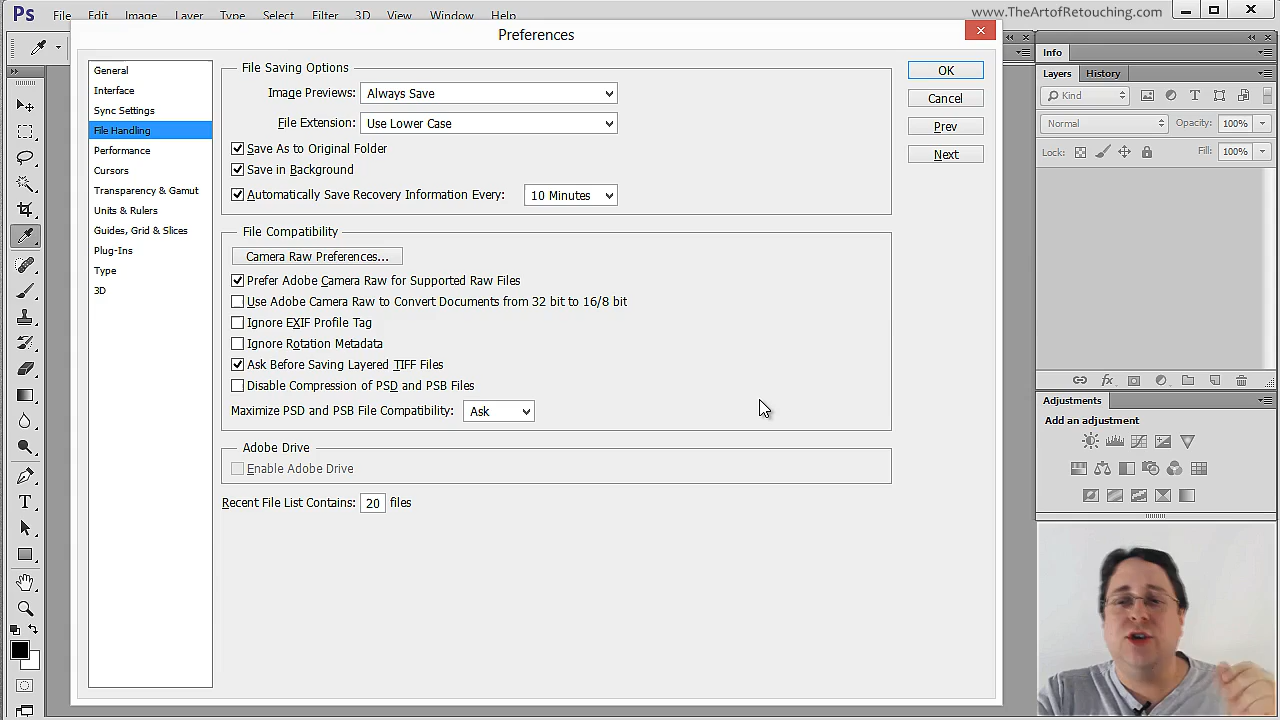 Ps File Edit Image Layer Type Select Filter 3D View Window Help
www.TheArtofRetouching.com
Preferences
General
Interface
Sync Settings
File Handling
Performance
Cursors
Transparency & Gamut
Units & Rulers
Guides, Grid & Slices
Plug-Ins
Type
3D
File Saving Options
Image Previews: Always Save
File Extension: Use Lower Case
Save As to Original Folder
Save in Background
Automatically Save Recovery Information Every: 10 Minutes
File Compatibility
Camera Raw Preferences...
Prefer Adobe Camera Raw for Supported Raw Files
Use Adobe Camera Raw to Convert Documents from 32 bit to 16/8 bit
Ignore EXIF Profile Tag
Ignore Rotation Metadata
Ask Before Saving Layered TIFF Files
Disable Compression of PSD and PSB Files
Maximize PSD and PSB File Compatibility: Ask
Adobe Drive
Enable Adobe Drive
Recent File List Contains: 20 files
OK
Cancel
Prev
Next
Info
Layers History
Kind
Normal Opacity: 100%
Lock: Fill: 100%
Adjustments
Add an adjustment